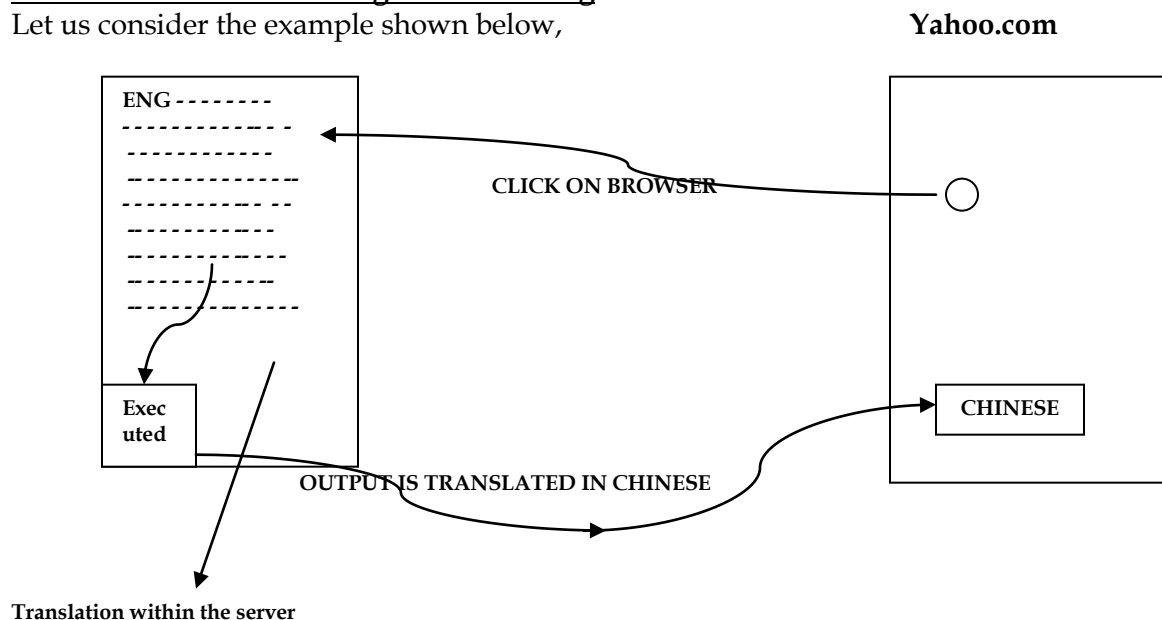 Let us consider the example shown below,
Yahoo.com
ENG - - - - - - - -
CLICK ON BROWSER
Exec
uted
CHINESE
OUTPUT IS TRANSLATED IN CHINESE
Translation within the server